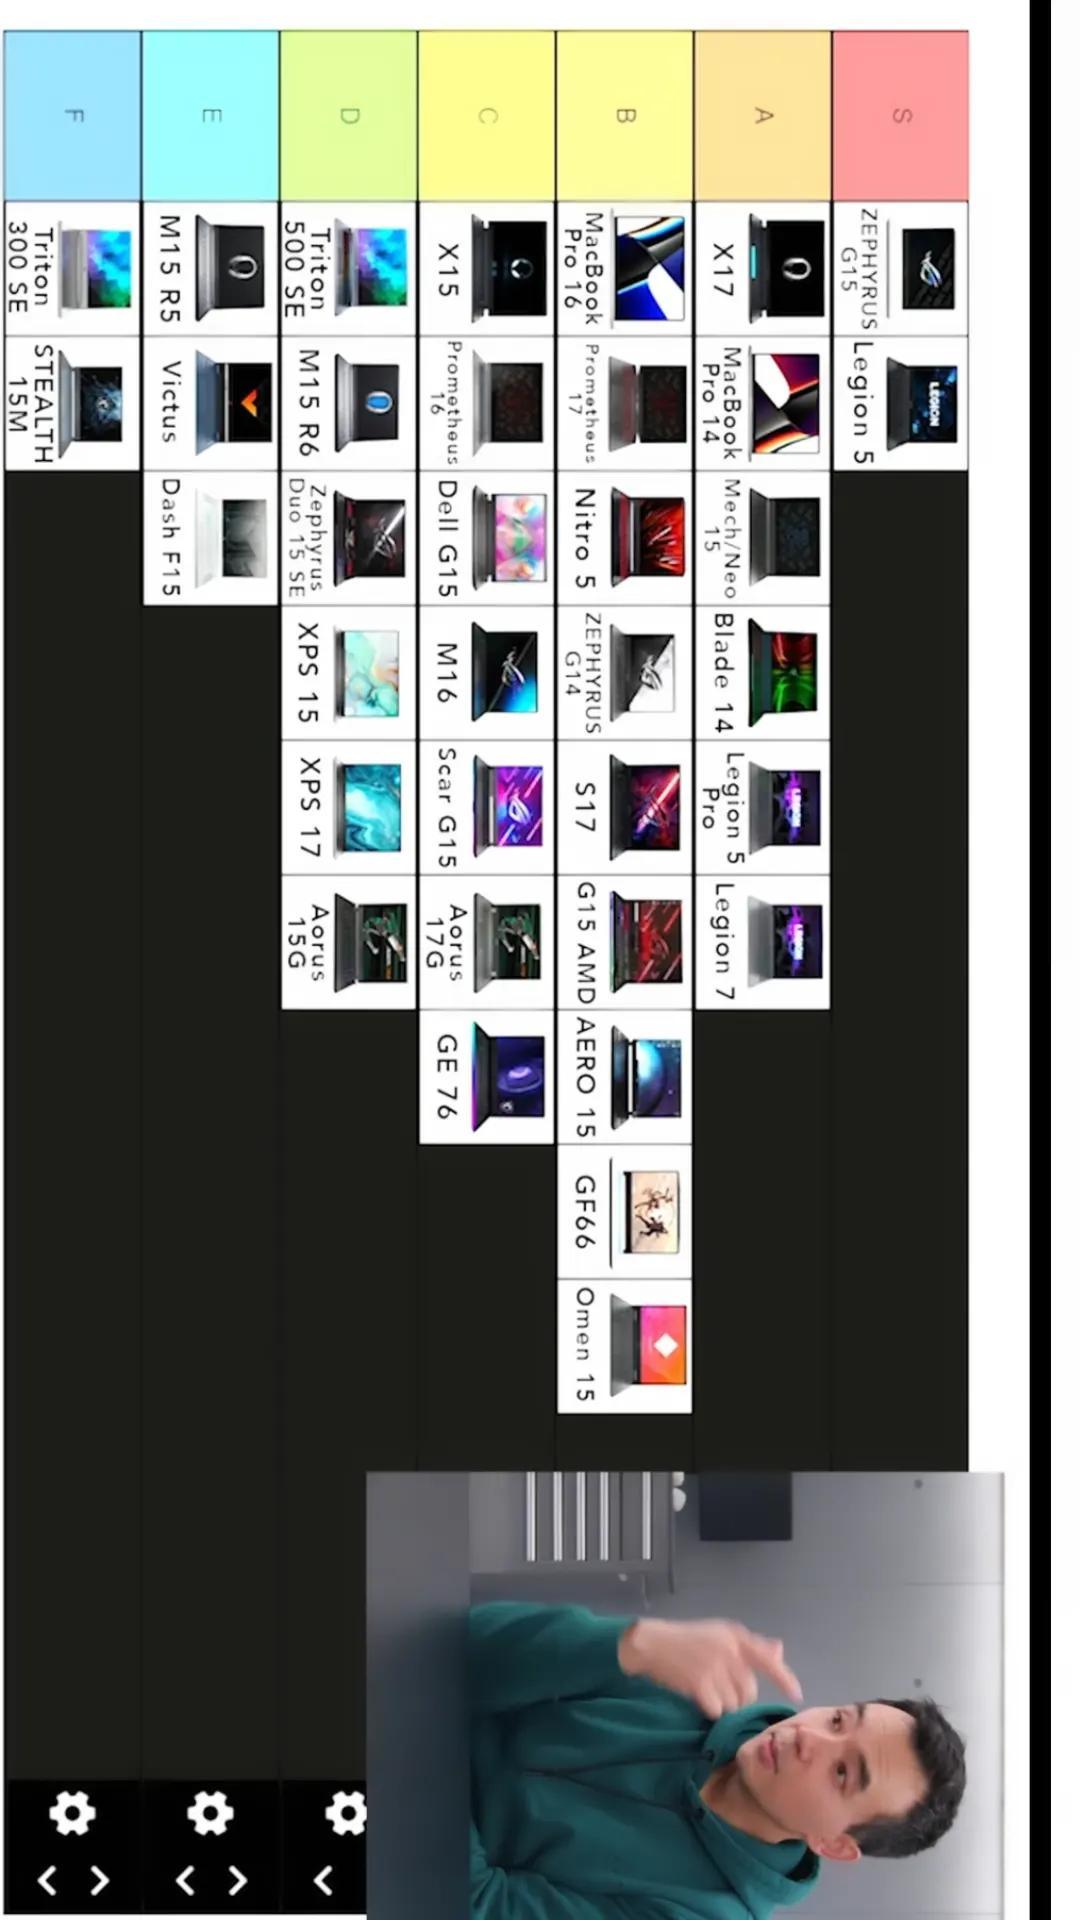 S
ZEPHYRUS
G15
Legion 5
A
X17
MacBook
Pro 14
Mech/Neo
15
Blade 14
Legion 5
Pro
Legion 7
B
MacBook
Pro 16
Prometheus
17
Nitro 5
ZEPHYRUS
G14
S17
G15 AMD
AERO 15
GF66
Omen 15
C
X15
Prometheus
16
Dell G15
M16
Scar G15
Aorus
17G
GE 76
D
Triton
500 SE
M15 R6
Zephyrus
Duo 15 SE
XPS 15
XPS 17
Aorus
15G
E
M15 R5
Victus
Dash F15
F
Triton
300 SE
STEALTH
15M
LEGION
LEGION
LEGION